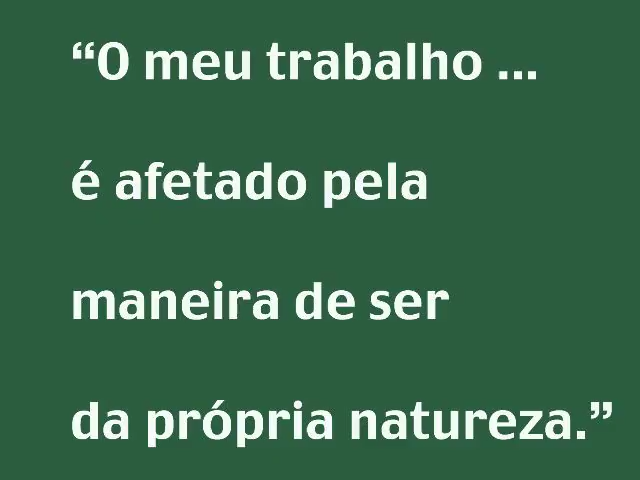 “O meu trabalho ...
é afetado pela
maneira de ser
da própria natureza.”